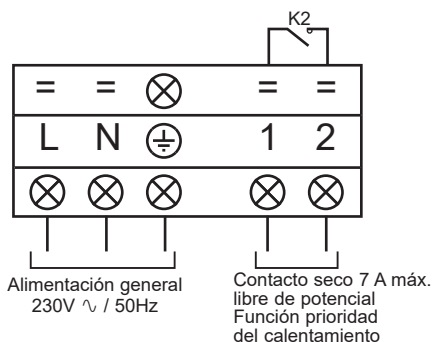 K2
= = = =
L N 1 2
Alimentación general
230V ∿ / 50Hz
Contacto seco 7 A máx.
libre de potencial
Función prioridad
del calentamiento